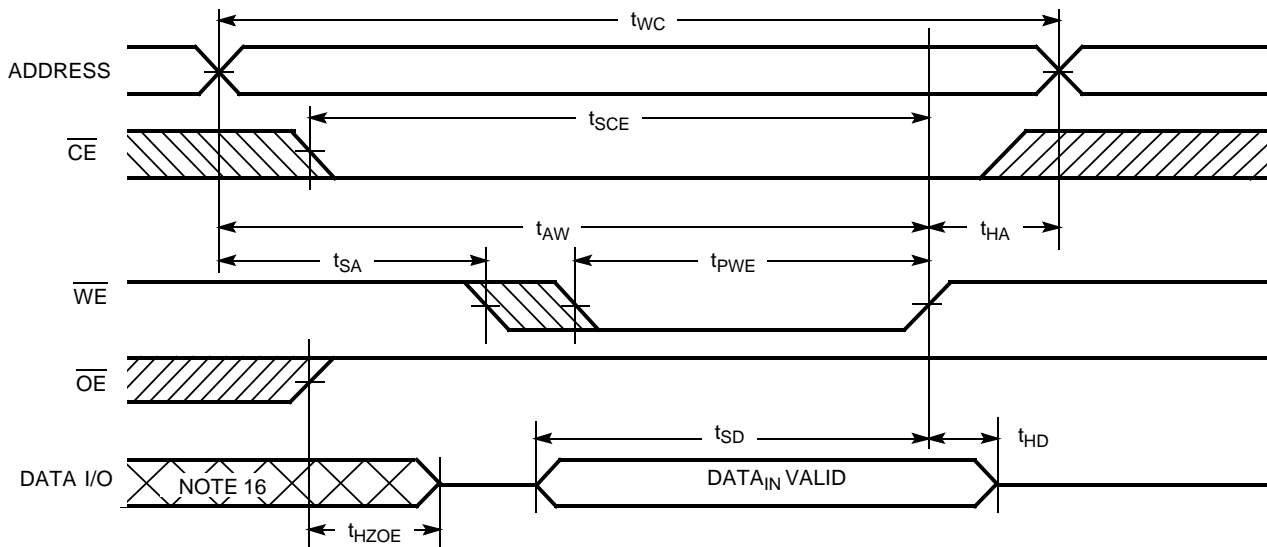 tWC
ADDRESS
tSCE
CE
tAW
tHA
tSA
tPWE
WE
OE
tSD
tHD
DATA I/O
NOTE 16
DATAIN VALID
tHZOE